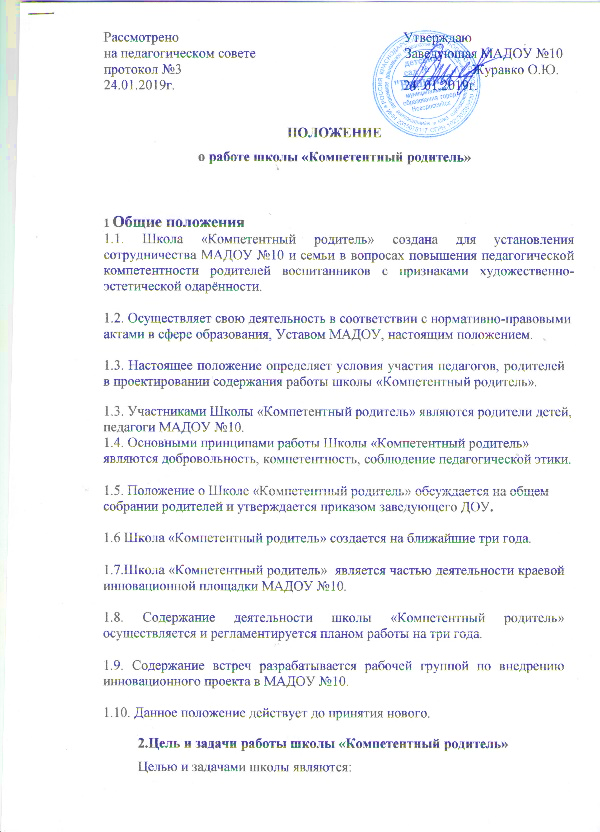 Рассмотрено
на педагогическом совете
протокол №3
24.01.2019г.
Утверждаю
Заведующая МАДОУ №10
Журавко О.Ю.
24.01.2019г.
ПОЛОЖЕНИЕ
о работе школы «Компетентный родитель»
1 Общие положения
1.1. Школа «Компетентный родитель» создана для установления
сотрудничества МАДОУ №10 и семьи в вопросах повышения педагогической
компетентности родителей воспитанников с признаками художественно-
эстетической одарённости.
1.2. Осуществляет свою деятельность в соответствии с нормативно-правовыми
актами в сфере образования, Уставом МАДОУ, настоящим положением.
1.3. Настоящее положение определяет условия участия педагогов, родителей
в проектировании содержания работы школы «Компетентный родитель».
1.3. Участниками Школы «Компетентный родитель» являются родители детей,
педагоги МАДОУ №10.
1.4. Основными принципами работы Школы «Компетентный родитель»
являются добровольность, компетентность, соблюдение педагогической этики.
1.5. Положение о Школе «Компетентный родитель» обсуждается на общем
собрании родителей и утверждается приказом заведующего ДОУ.
1.6 Школа «Компетентный родитель» создается на ближайшие три года.
1.7.Школа «Компетентный родитель» является частью деятельности краевой
инновационной площадки МАДОУ №10.
1.8. Содержание деятельности школы «Компетентный родитель»
осуществляется и регламентируется планом работы на три года.
1.9. Содержание встреч разрабатывается рабочей группой по внедрению
инновационного проекта в МАДОУ №10.
1.10. Данное положение действует до принятия нового.
2.Цель и задачи работы школы «Компетентный родитель»
Целью и задачами школы являются: